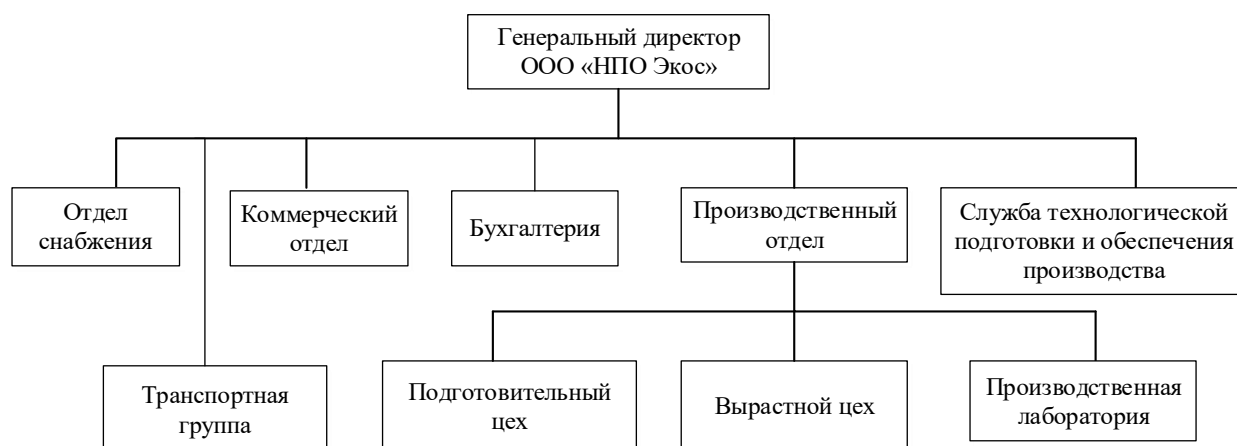 Генеральный директор
ООО «НПО Экос»
Отдел
снабжения
Коммерческий
отдел
Бухгалтерия
Производственный
отдел
Служба технологической
подготовки и обеспечения
производства
Транспортная
группа
Подготовительный
цех
Вырастной цех
Производственная
лаборатория